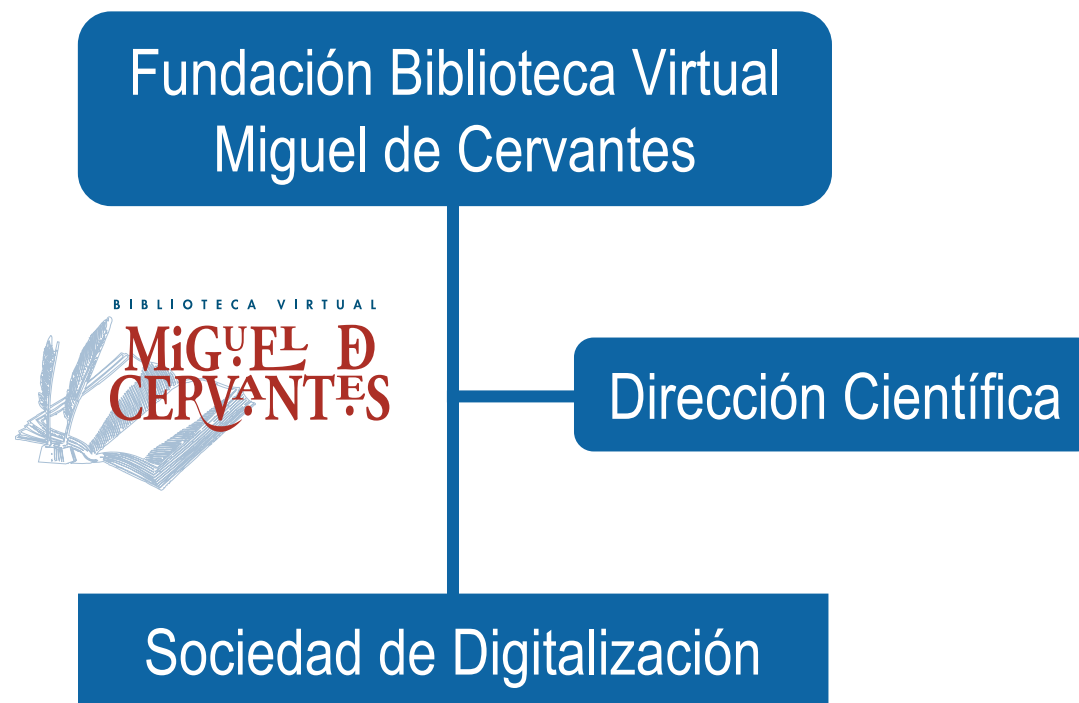 Fundación Biblioteca Virtual
Miguel de Cervantes
BIBLIOTECA VIRTUAL
MiGUEL DE
CERVANTES
Dirección Científica
Sociedad de Digitalización